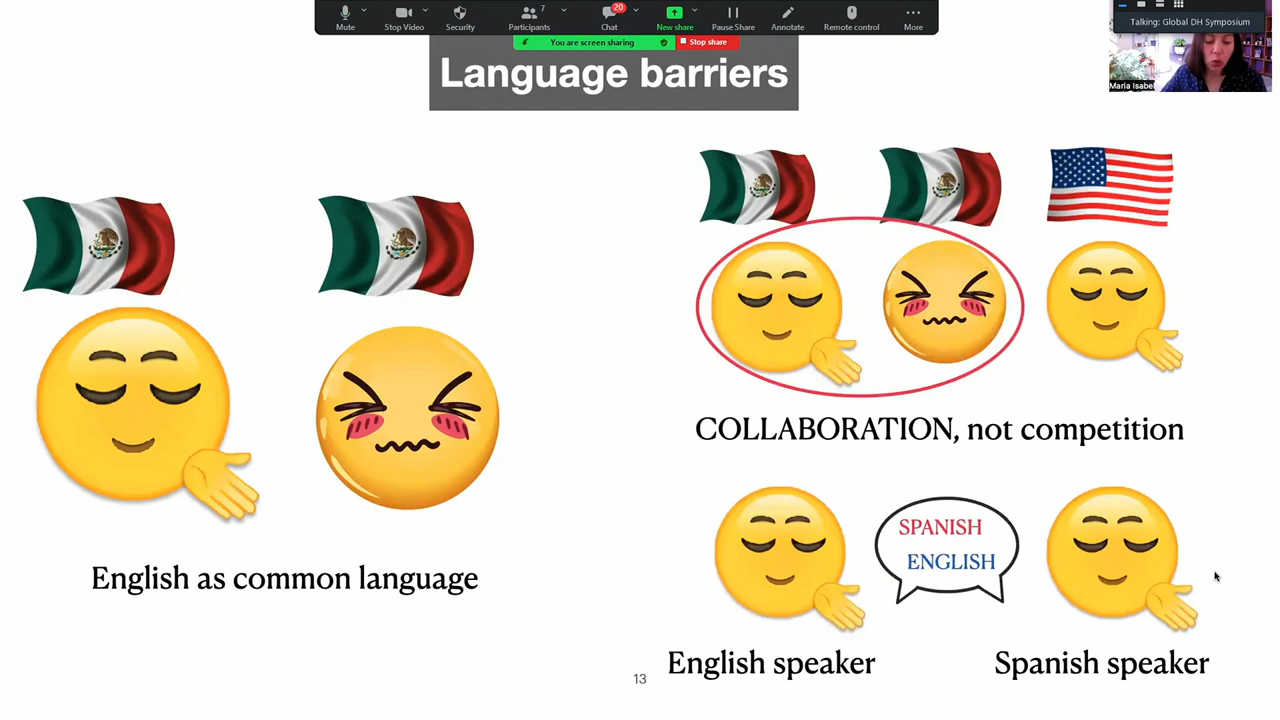 7
20
Mute
Stop Video
Security
Participants
Chat
New share
Pause Share
Annotate
Remote control
More
You are screen sharing
Stop share
Talking: Global DH Symposium
Maria Isabel
Language barriers
English as common language
COLLABORATION, not competition
SPANISH
ENGLISH
English speaker
Spanish speaker
13